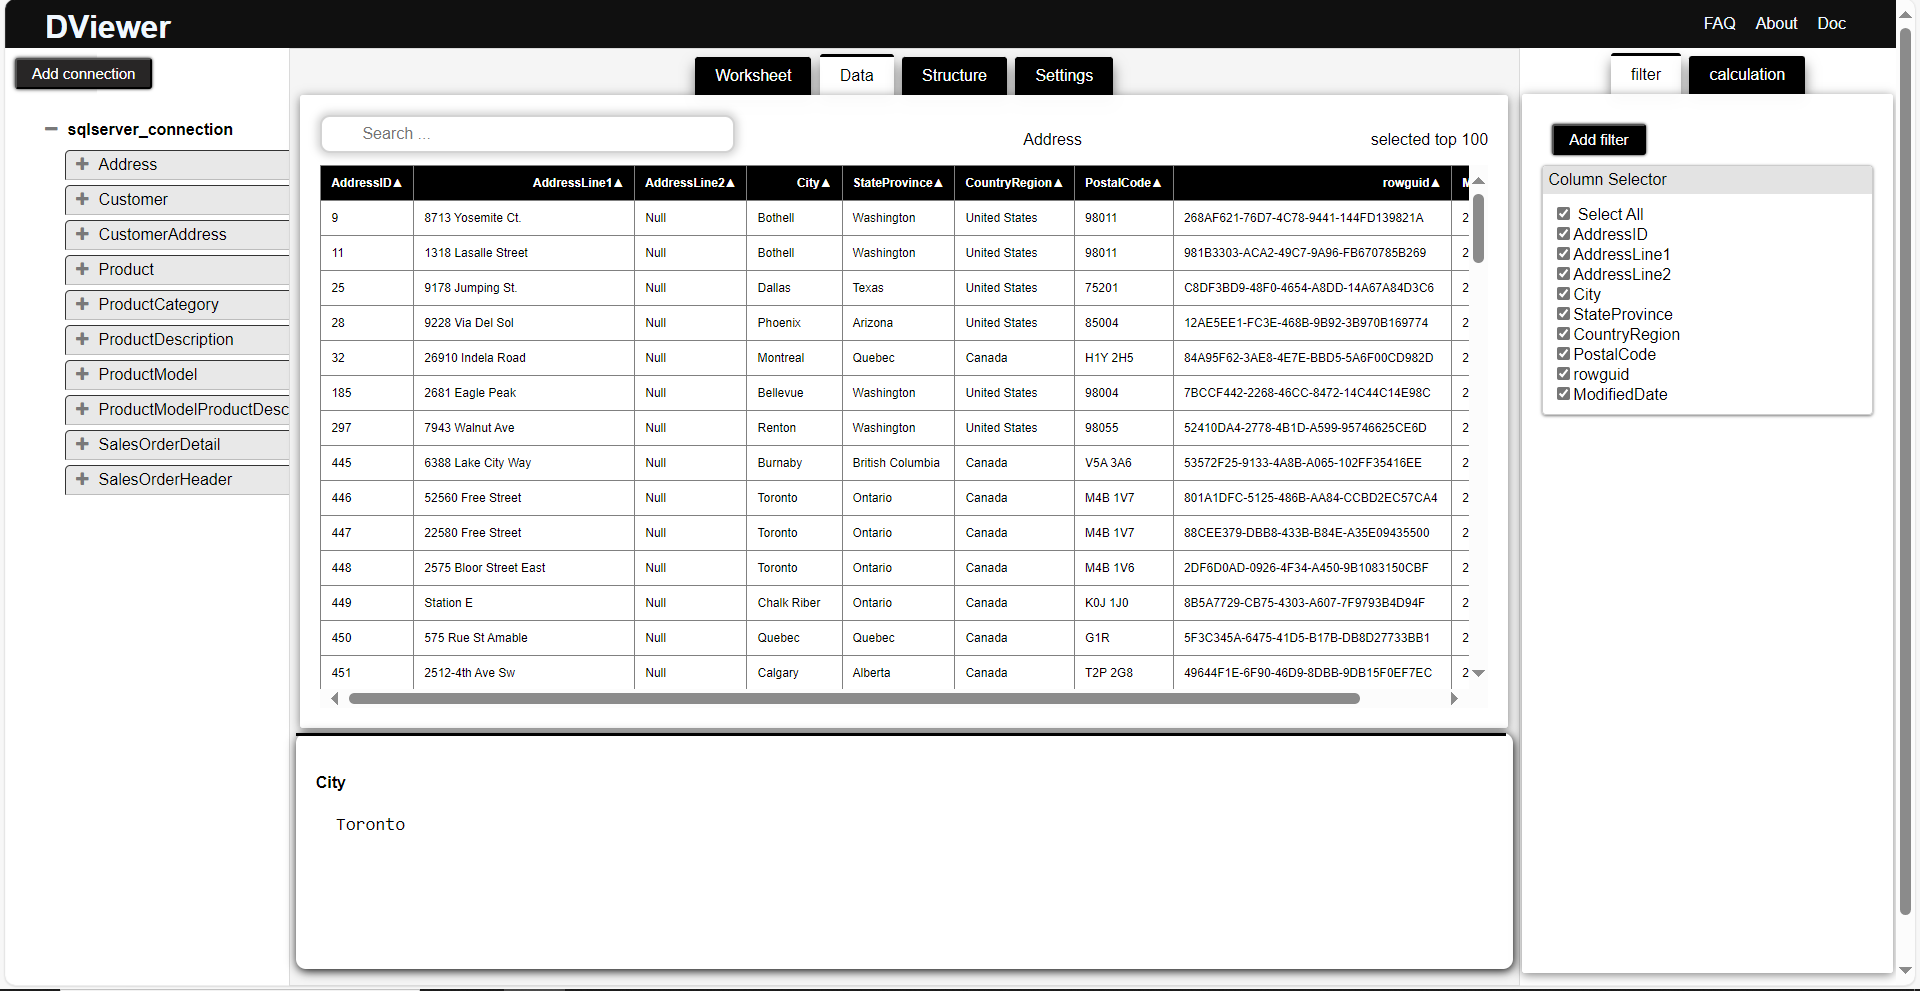 DViewer
FAQ About Doc
Add connection
Worksheet Data Structure Settings
filter calculation
sqlserver_connection
Address
Customer
CustomerAddress
Product
ProductCategory
ProductDescription
ProductModel
ProductModelProductDesc
SalesOrderDetail
SalesOrderHeader
Search ...
Address
selected top 100
AddressID▲ AddressLine1▲ AddressLine2▲ City▲ StateProvince▲ CountryRegion▲ PostalCode▲ rowguid▲ M
9 8713 Yosemite Ct. Null Bothell Washington United States 98011 268AF621-76D7-4C78-9441-144FD139821A 2
11 1318 Lasalle Street Null Bothell Washington United States 98011 981B3303-ACA2-49C7-9A96-FB670785B269 2
25 9178 Jumping St. Null Dallas Texas United States 75201 C8DF3BD9-48F0-4654-A8DD-14A67A84D3C6 2
28 9228 Via Del Sol Null Phoenix Arizona United States 85004 12AE5EE1-FC3E-468B-9B92-3B970B169774 2
32 26910 Indela Road Null Montreal Quebec Canada H1Y 2H5 84A95F62-3AE8-4E7E-BBD5-5A6F00CD982D 2
185 2681 Eagle Peak Null Bellevue Washington United States 98004 7BCCF442-2268-46CC-8472-14C44C14E98C 2
297 7943 Walnut Ave Null Renton Washington United States 98055 52410DA4-2778-4B1D-A599-95746625CE6D 2
445 6388 Lake City Way Null Burnaby British Columbia Canada V5A 3A6 53572F25-9133-4A8B-A065-102FF35416EE 2
446 52560 Free Street Null Toronto Ontario Canada M4B 1V7 801A1DFC-5125-486B-AA84-CCBD2EC57CA4 2
447 22580 Free Street Null Toronto Ontario Canada M4B 1V7 88CEE379-DBB8-433B-B84E-A35E09435500 2
448 2575 Bloor Street East Null Toronto Ontario Canada M4B 1V6 2DF6D0AD-0926-4F34-A450-9B1083150CBF 2
449 Station E Null Chalk Riber Ontario Canada K0J 1J0 8B5A7729-CB75-4303-A607-7F9793B4D94F 2
450 575 Rue St Amable Null Quebec Quebec Canada G1R 5F3C345A-6475-41D5-B17B-DB8D27733BB1 2
451 2512-4th Ave Sw Null Calgary Alberta Canada T2P 2G8 49644F1E-6F90-46D9-8DBB-9DB15F0EF7EC 2
City
Toronto
Add filter
Column Selector
Select All
AddressID
AddressLine1
AddressLine2
City
StateProvince
CountryRegion
PostalCode
rowguid
ModifiedDate